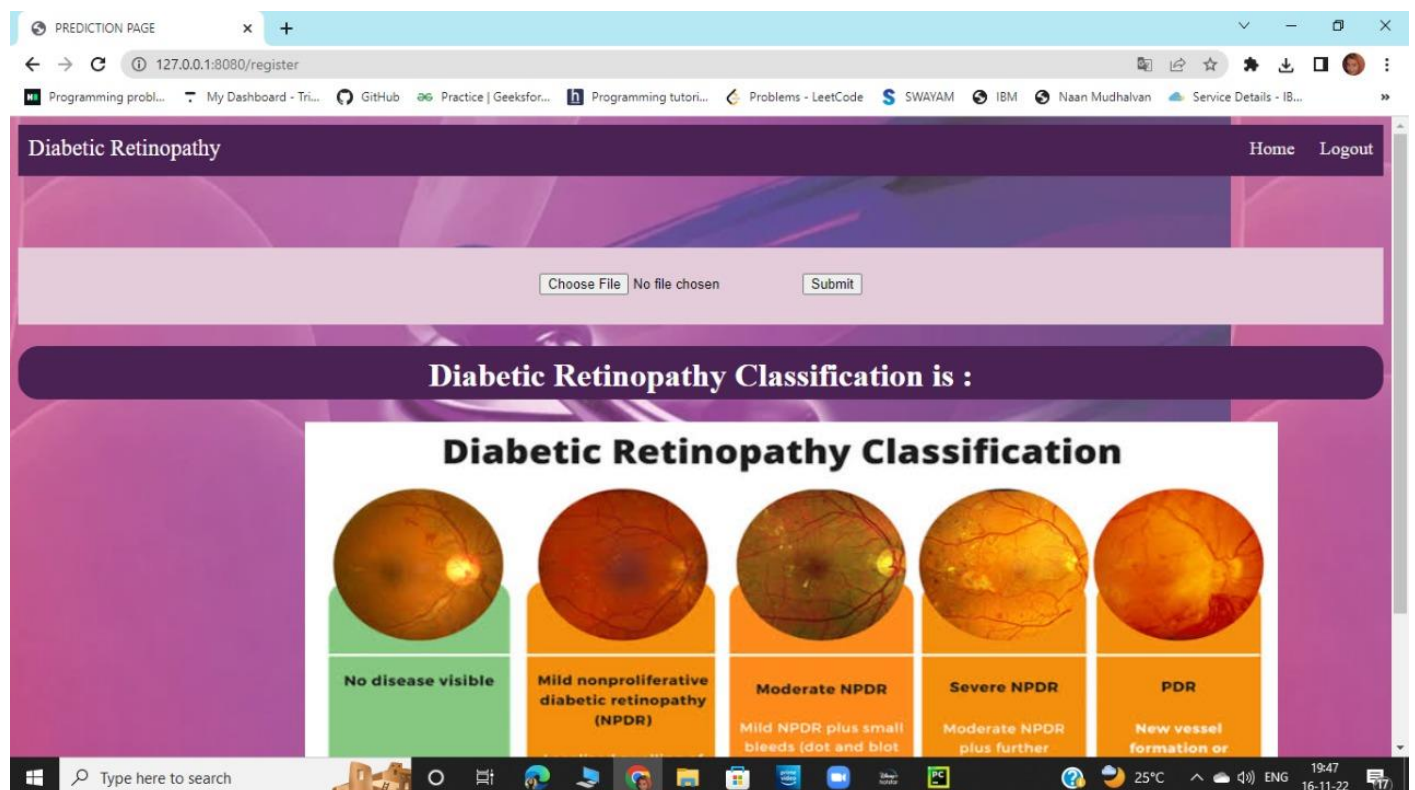 PREDICTION PAGE
127.0.0.1:8080/register
Programming probl... My Dashboard - Tri... GitHub Practice | Geeksfor... Programming tutori... Problems - LeetCode SWAYAM IBM Naan Mudhalvan Service Details - IB... »
Diabetic Retinopathy Home Logout
Choose File No file chosen Submit
Diabetic Retinopathy Classification is :
Diabetic Retinopathy Classification
No disease visible
Mild nonproliferative
diabetic retinopathy
(NPDR)
Moderate NPDR
Mild NPDR plus small
bleeds (dot and blot
Severe NPDR
Moderate NPDR
plus further
PDR
New vessel
formation or
Type here to search
25°C ENG 19:47
16-11-22